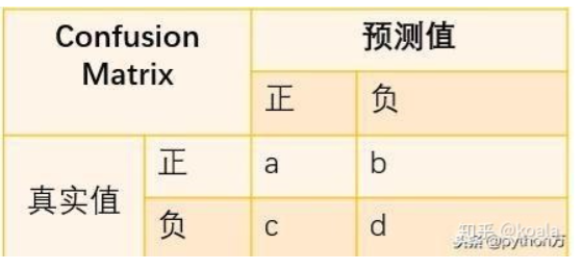 Confusion Matrix
预测值
正 负
真实值
正 a b
负 c d
知乎 @koala
头条 @python万